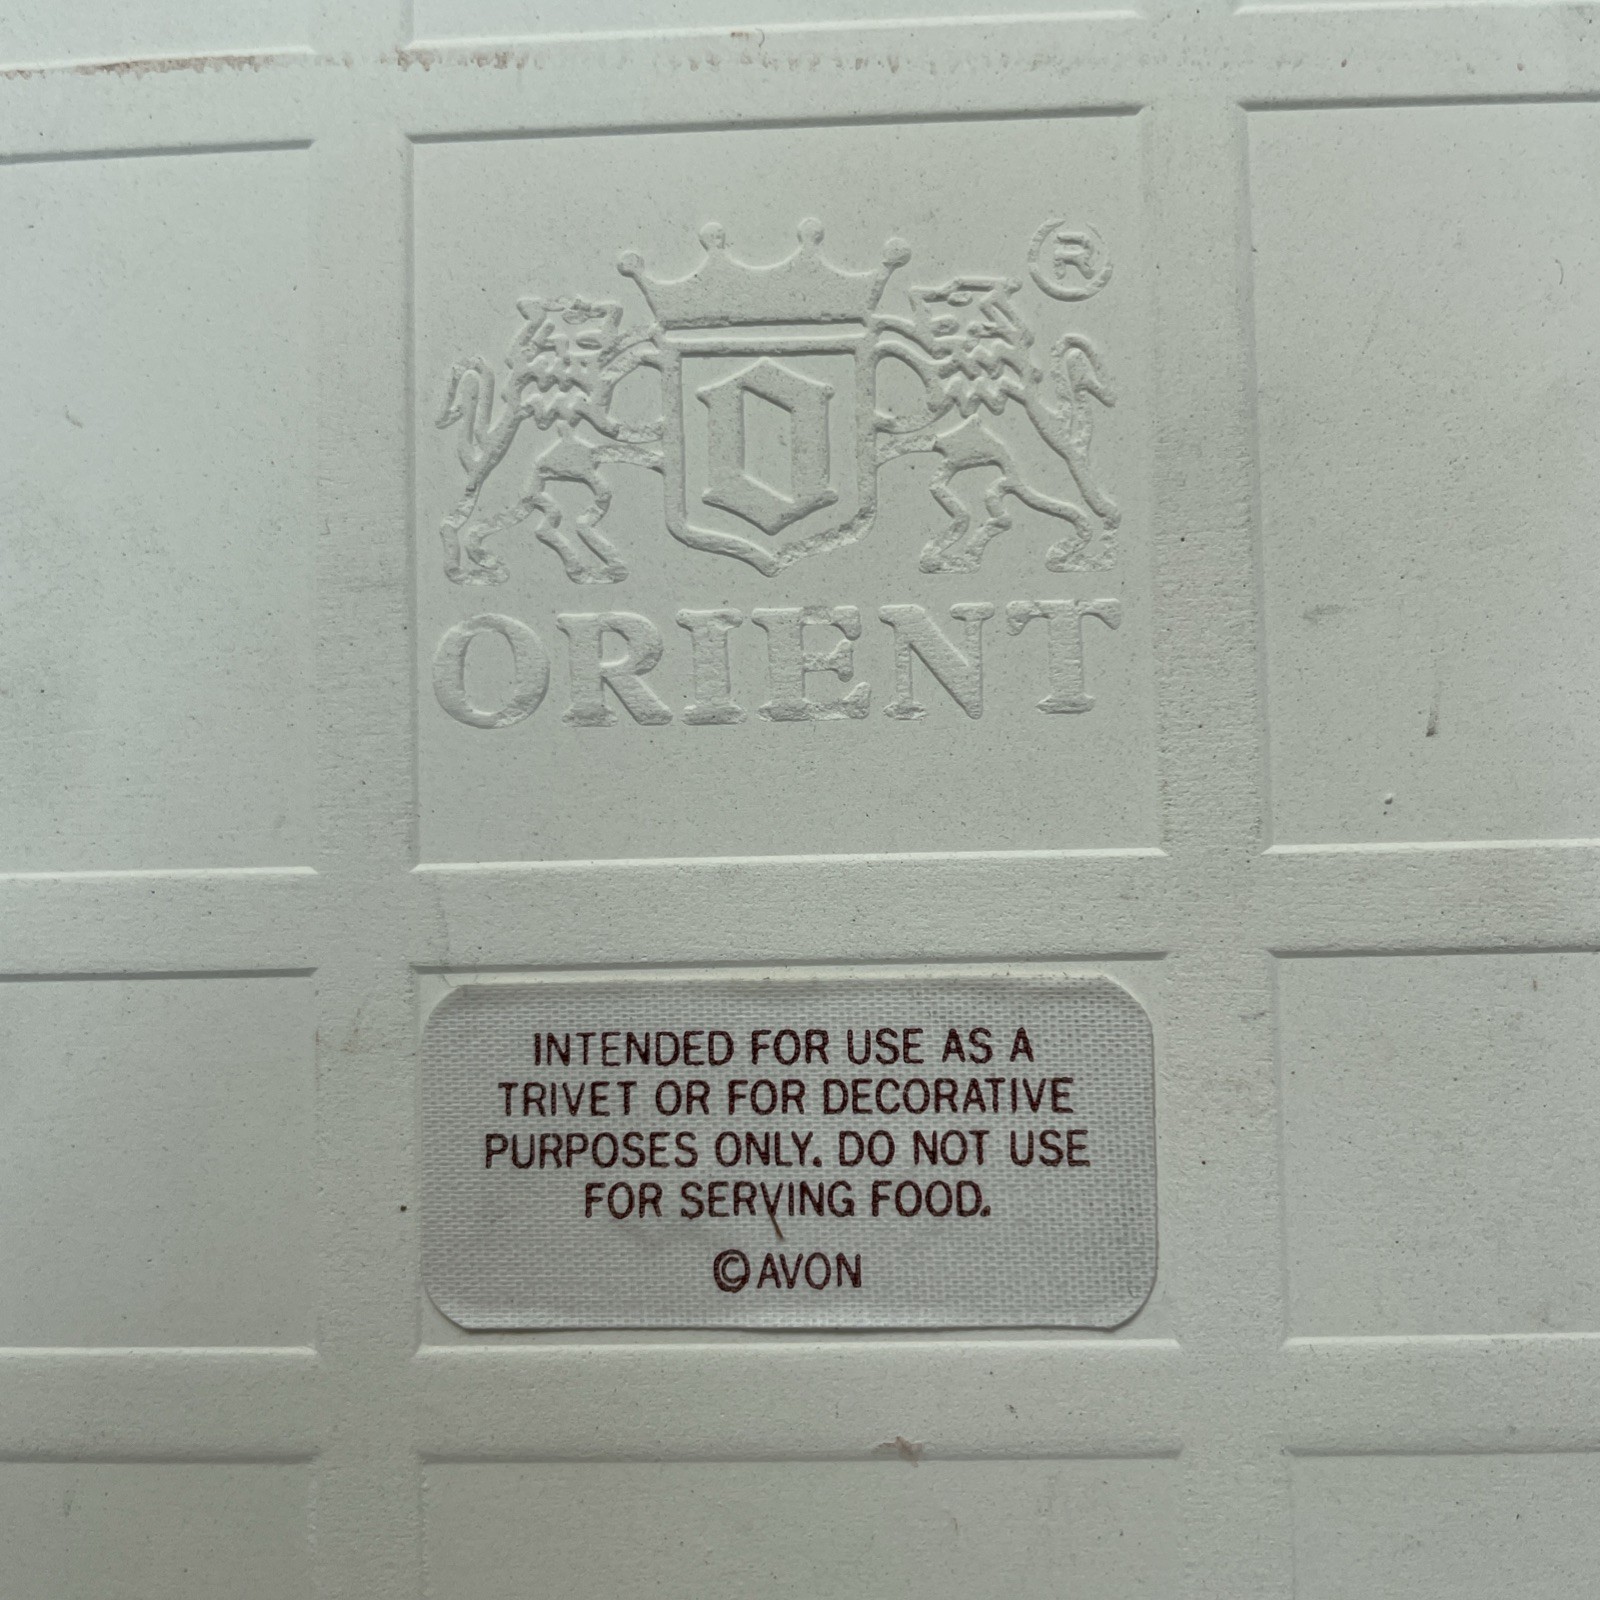 ®
O
ORIENT
INTENDED FOR USE AS A
TRIVET OR FOR DECORATIVE
PURPOSES ONLY. DO NOT USE
FOR SERVING FOOD.
©AVON